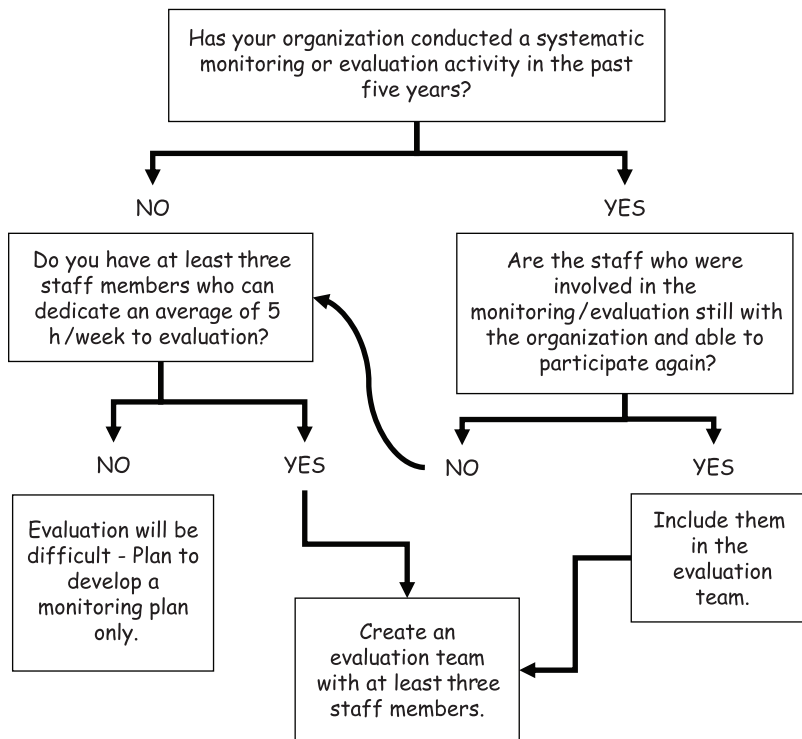 Has your organization conducted a systematic
monitoring or evaluation activity in the past
five years?
NO
YES
Do you have at least three
staff members who can
dedicate an average of 5
h/week to evaluation?
Are the staff who were
involved in the
monitoring/evaluation still with
the organization and able to
participate again?
NO
YES
NO
YES
Evaluation will be
difficult - Plan to
develop a
monitoring plan
only.
Include them
in the
evaluation
team.
Create an
evaluation team
with at least three
staff members.